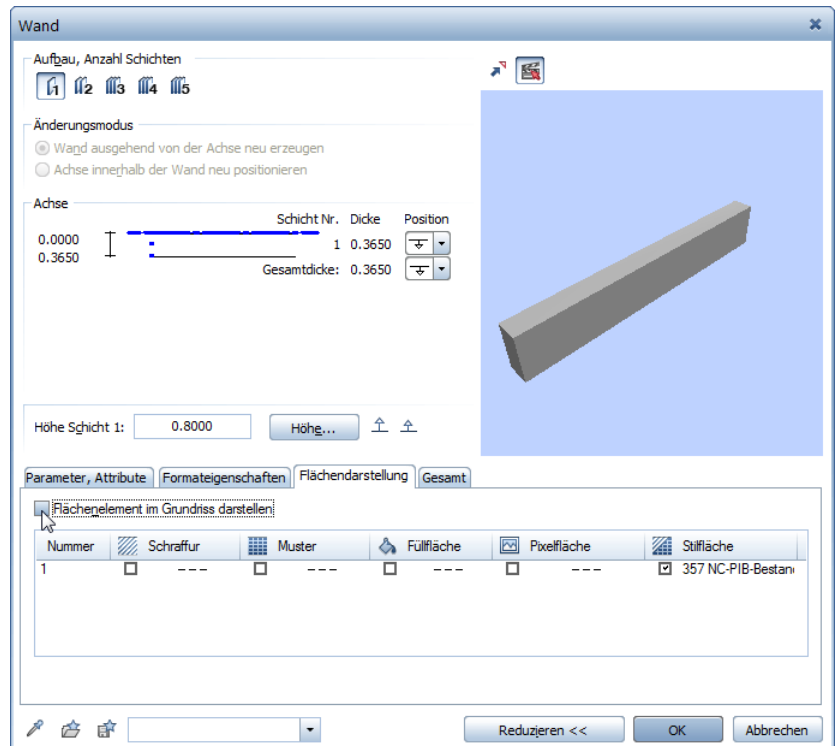 Wand
Aufbau, Anzahl Schichten
1 2 3 4 5
Änderungsmodus
Wand ausgehend von der Achse neu erzeugen
Achse innerhalb der Wand neu positionieren
Achse
Schicht Nr. Dicke Position
0.0000
1 0.3650
0.3650
Gesamtdicke: 0.3650
Höhe Schicht 1: 0.8000 Höhe...
Parameter, Attribute Formateigenschaften Flächendarstellung Gesamt
Flächenelement im Grundriss darstellen
Nummer Schraffur Muster Füllfläche Pixelfläche Stilfläche
1 --- --- --- --- 357 NC-PIB-Bestan
Reduzieren << OK Abbrechen